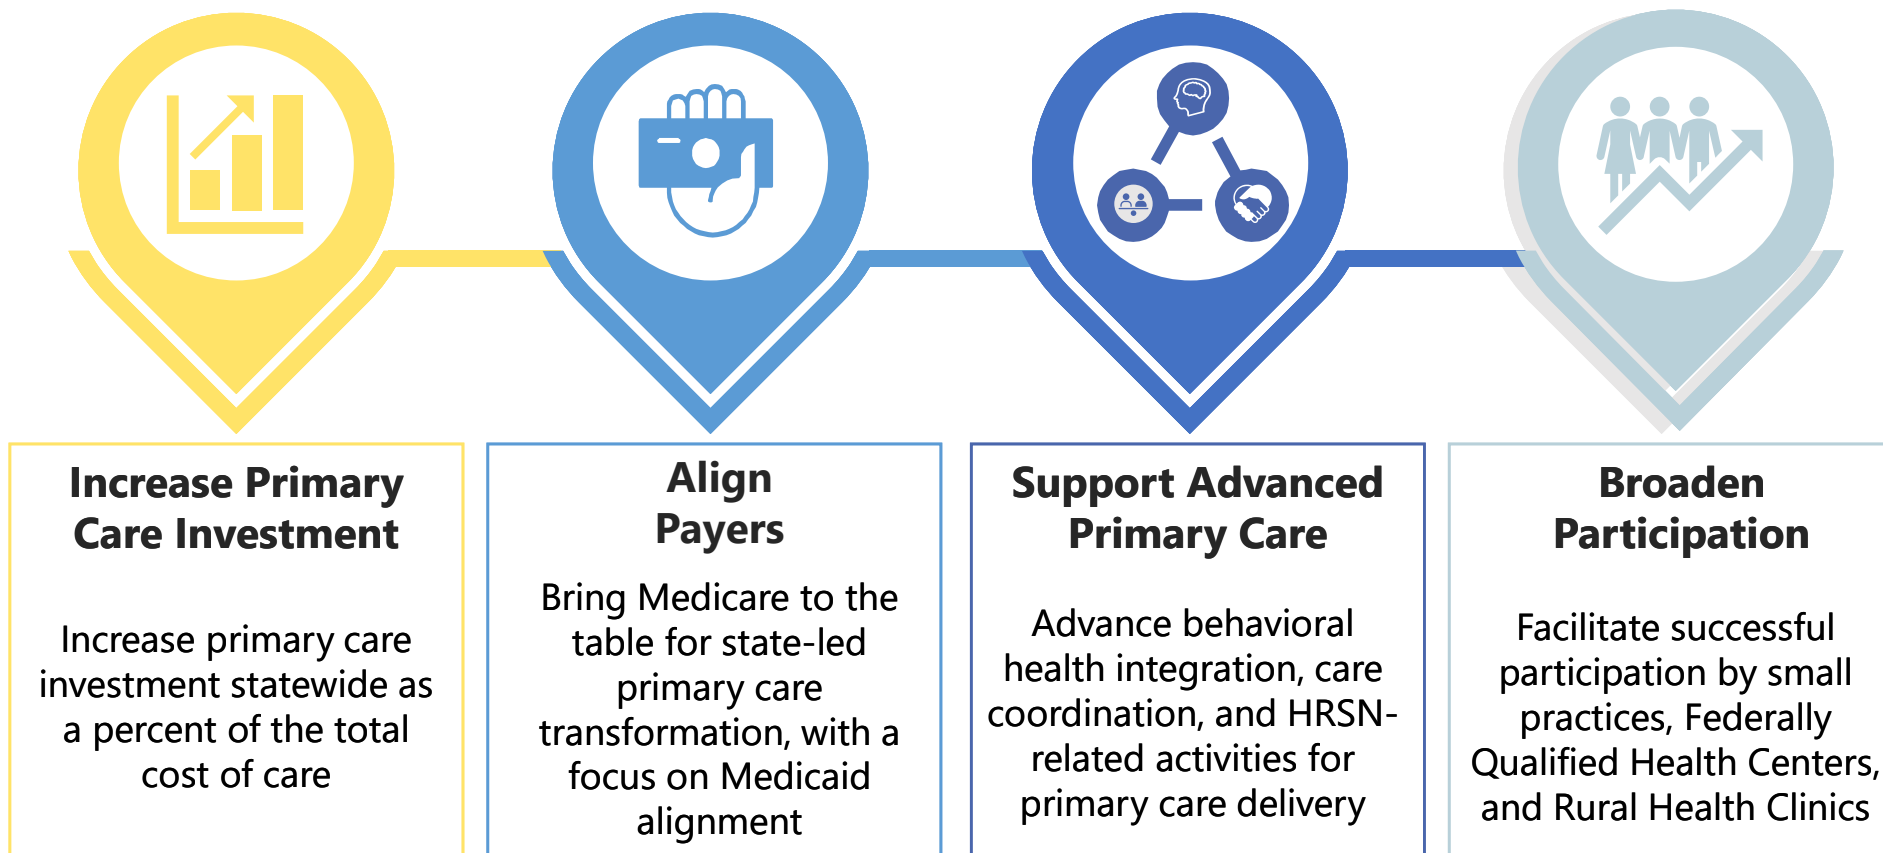 Increase Primary
Care Investment
Increase primary care
investment statewide as
a percent of the total
cost of care
Align
Payers
Bring Medicare to the
table for state-led
primary care
transformation, with a
focus on Medicaid
alignment
Support Advanced
Primary Care
Advance behavioral
health integration, care
coordination, and HRSN-
related activities for
primary care delivery
Broaden
Participation
Facilitate successful
participation by small
practices, Federally
Qualified Health Centers,
and Rural Health Clinics